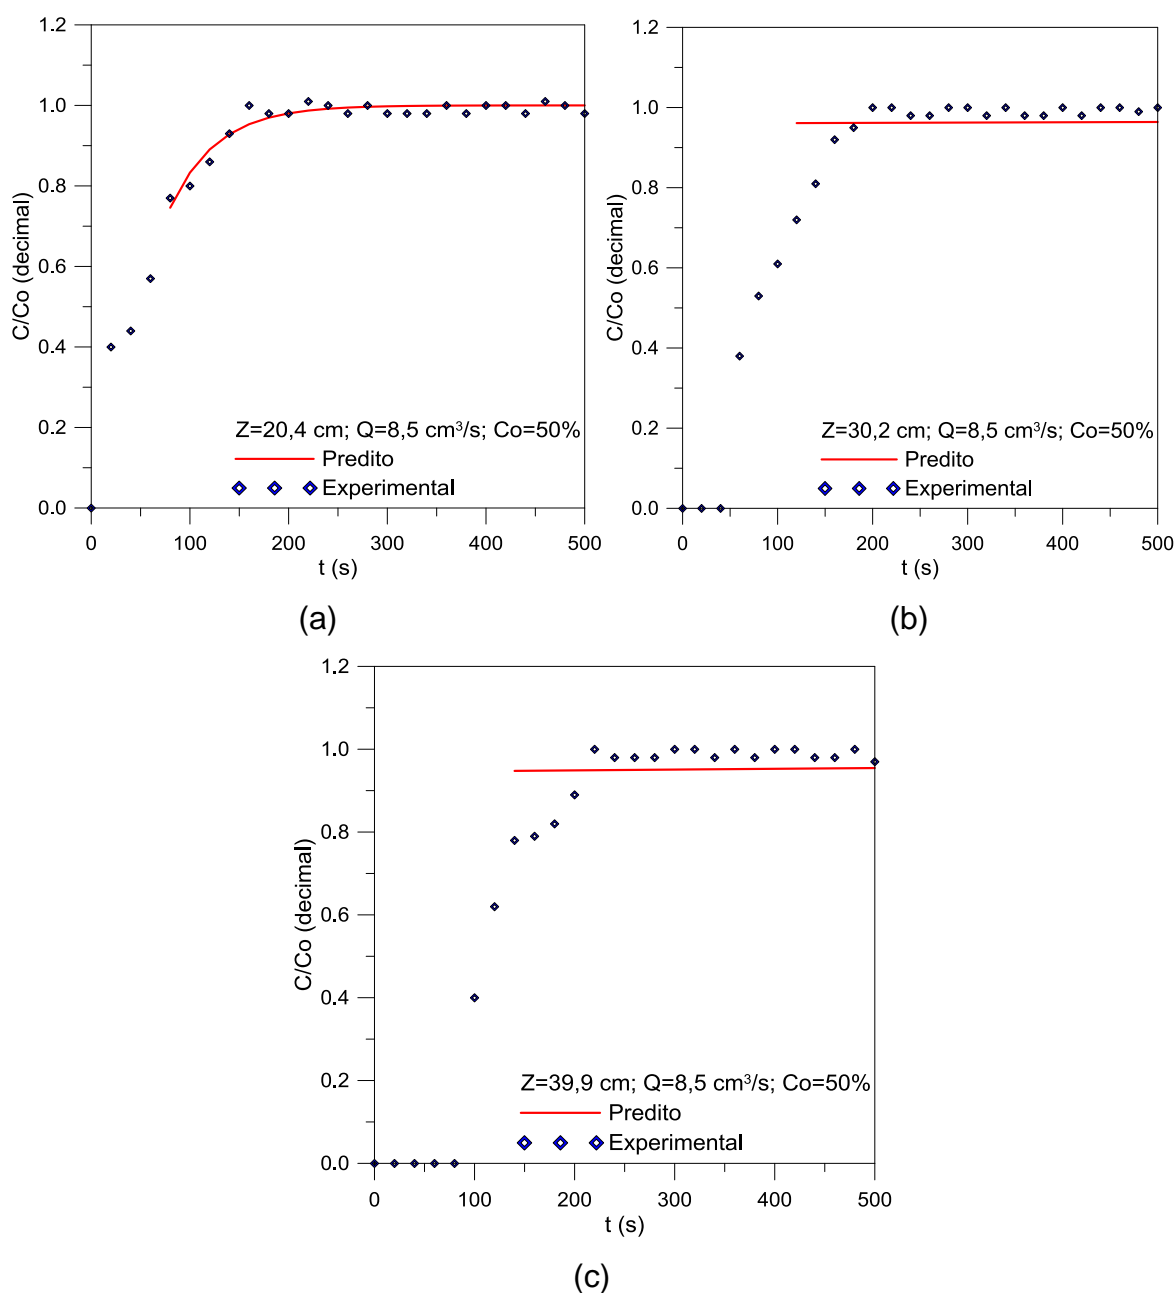 1.2
1.0
0.8
0.6
0.4
0.2
0.0
C/Co (decimal)
Z=20,4 cm; Q=8,5 cm³/s; Co=50%
Predito
Experimental
0 100 200 300 400 500
t (s)
(a)
1.2
1.0
0.8
0.6
0.4
0.2
0.0
C/Co (decimal)
Z=30,2 cm; Q=8,5 cm³/s; Co=50%
Predito
Experimental
0 100 200 300 400 500
t (s)
(b)
1.2
1.0
0.8
0.6
0.4
0.2
0.0
C/Co (decimal)
Z=39,9 cm; Q=8,5 cm³/s; Co=50%
Predito
Experimental
0 100 200 300 400 500
t (s)
(c)